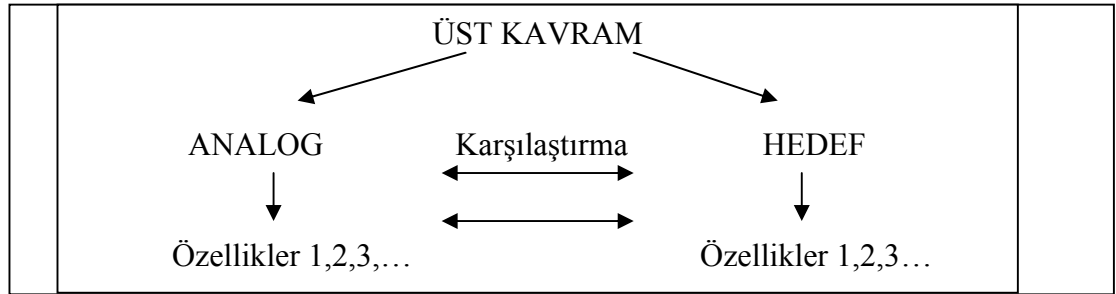 ÜST KAVRAM
ANALOG Karşılaştırma HEDEF
Özellikler 1,2,3,… Özellikler 1,2,3…